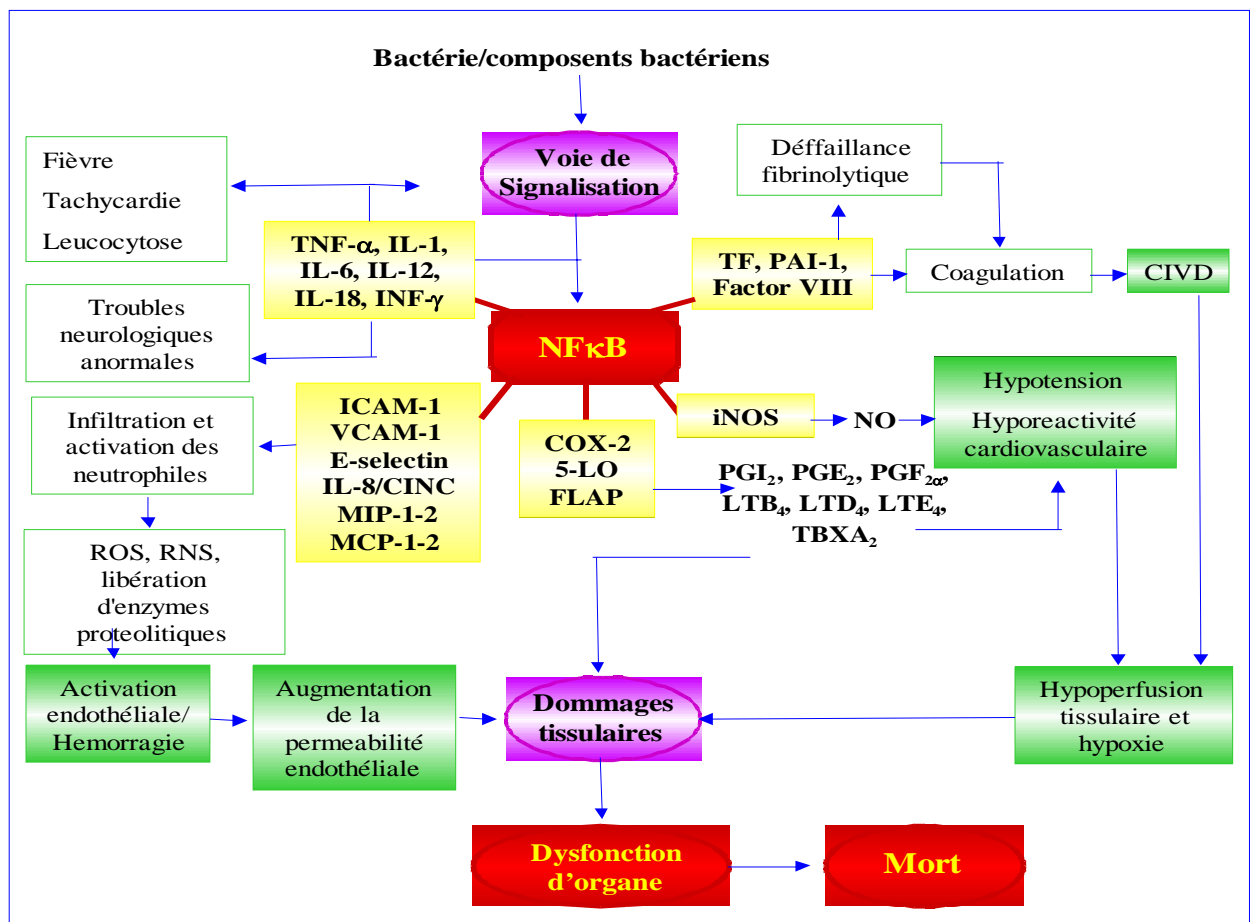 Bactérie/composents bactériens
Voie de
Signalisation
Fièvre
Tachycardie
Leucocytose
TNF-α, IL-1,
IL-6, IL-12,
IL-18, INF-γ
Troubles
neurologiques
anormales
Déffaillance
fibrinolytique
TF, PAI-1,
Factor VIII
Coagulation
CIVD
NFκB
Infiltration et
activation des
neutrophiles
ICAM-1
VCAM-1
E-selectin
IL-8/CINC
MIP-1-2
MCP-1-2
COX-2
5-LO
FLAP
iNOS
NO
Hypotension
Hyporeactivité
cardiovasculaire
PGI₂, PGE₂, PGF₂α,
LTB₄, LTD₄, LTE₄,
TBXA₂
ROS, RNS,
libération
d'enzymes
proteolitiques
Activation
endothéliale/
Hemorragie
Augmentation
de la
permeabilité
endothéliale
Dommages
tissulaires
Hypoperfusion
tissulaire et
hypoxie
Dysfonction
d’organe
Mort